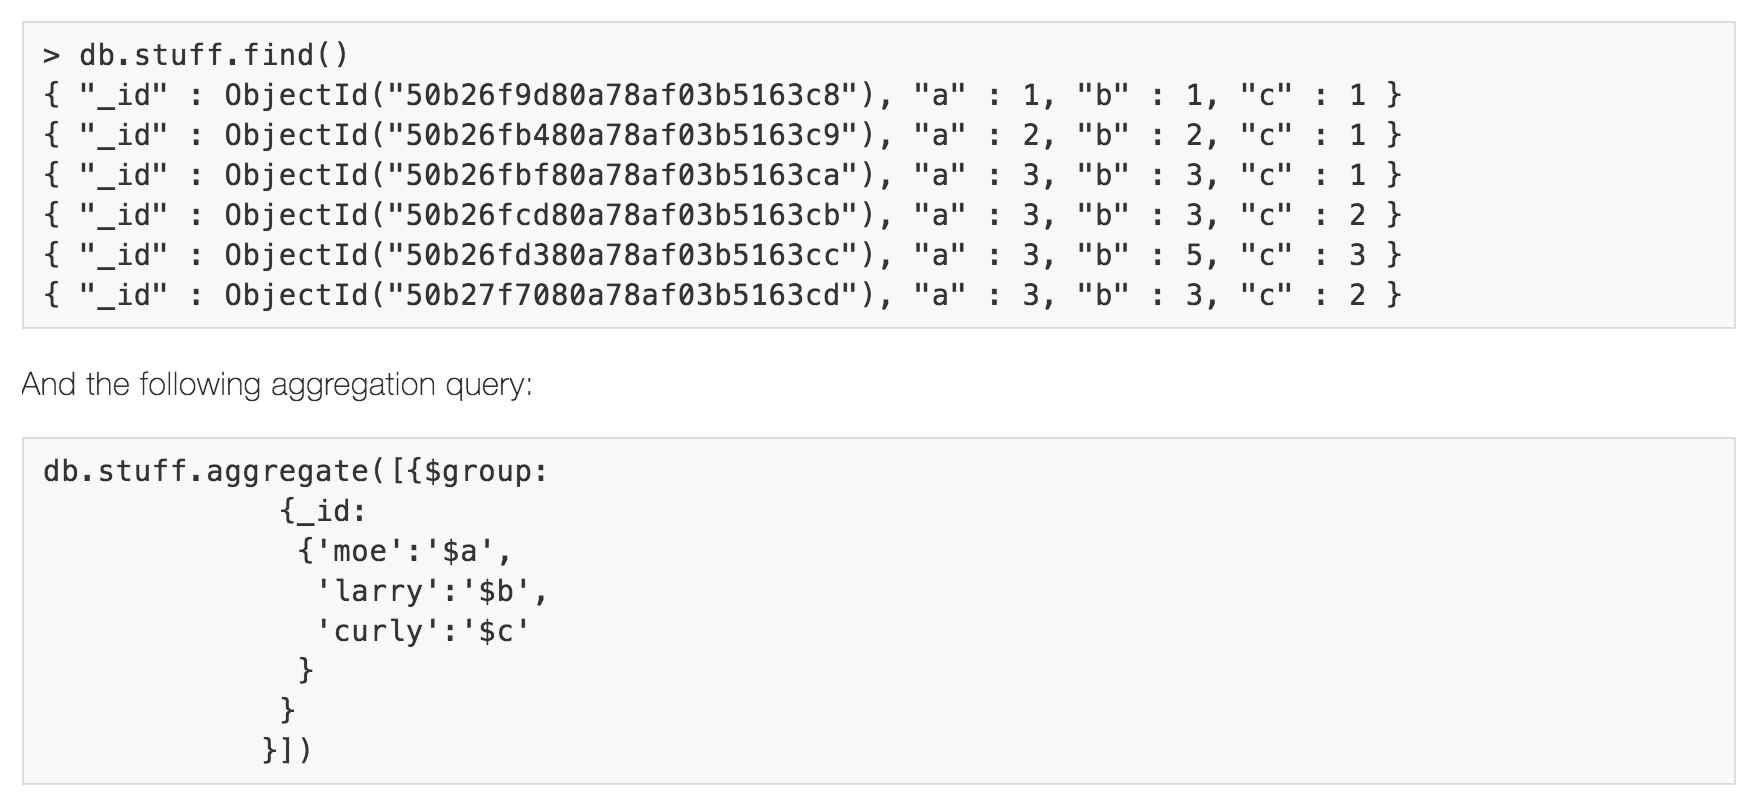 > db.stuff.find()
{ "_id" : ObjectId("50b26f9d80a78af03b5163c8"), "a" : 1, "b" : 1, "c" : 1 }
{ "_id" : ObjectId("50b26fb480a78af03b5163c9"), "a" : 2, "b" : 2, "c" : 1 }
{ "_id" : ObjectId("50b26fbf80a78af03b5163ca"), "a" : 3, "b" : 3, "c" : 1 }
{ "_id" : ObjectId("50b26fcd80a78af03b5163cb"), "a" : 3, "b" : 3, "c" : 2 }
{ "_id" : ObjectId("50b26fd380a78af03b5163cc"), "a" : 3, "b" : 5, "c" : 3 }
{ "_id" : ObjectId("50b27f7080a78af03b5163cd"), "a" : 3, "b" : 3, "c" : 2 }
And the following aggregation query:
db.stuff.aggregate([{$group:
             {_id:
              {'moe':'$a',
               'larry':'$b',
               'curly':'$c'
              }
             }
            }])